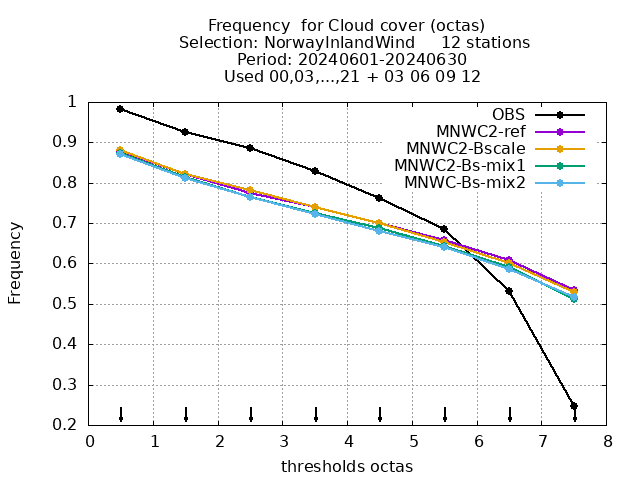 Frequency  for Cloud cover (octas)
Selection: NorwayInlandWind     12 stations
Period: 20240601-20240630
Used 00,03,...,21 + 03 06 09 12
OBS
MNWC2-ref
MNWC2-Bscale
MNWC2-Bs-mix1
MNWC-Bs-mix2
Frequency
1
0.9
0.8
0.7
0.6
0.5
0.4
0.3
0.2
0 1 2 3 4 5 6 7 8
thresholds octas